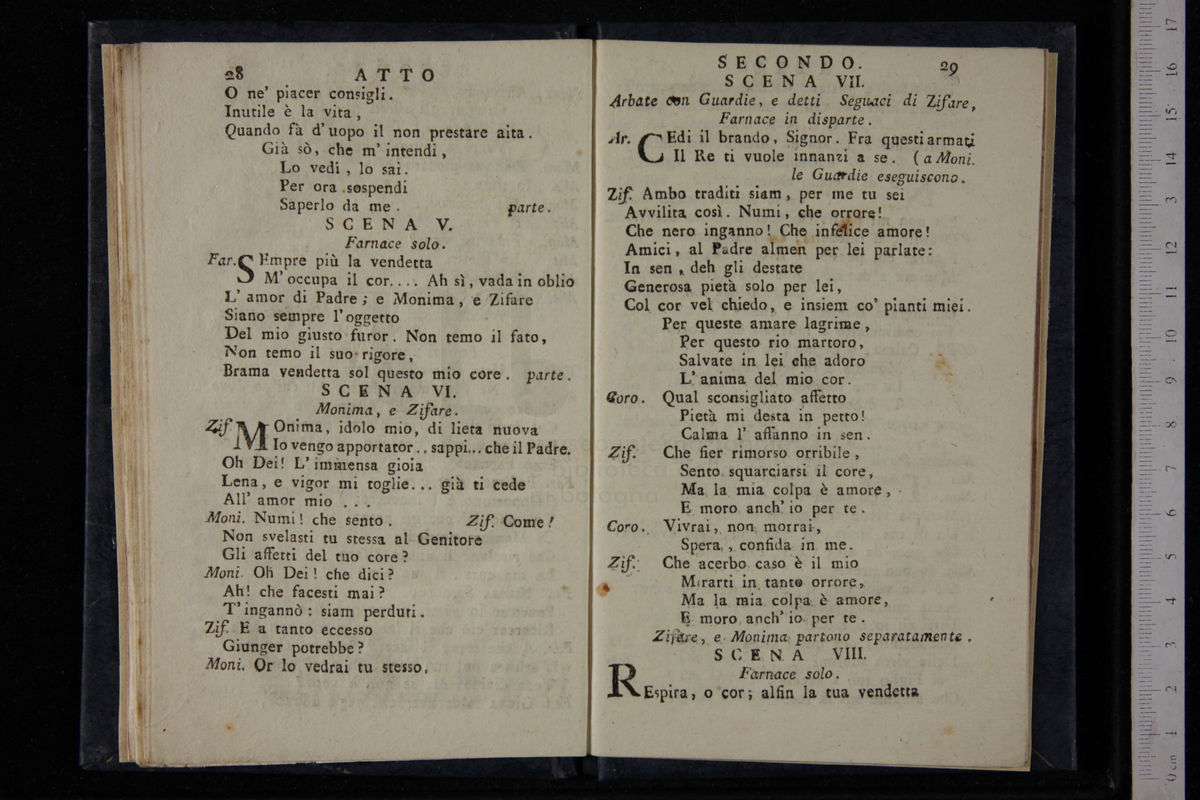 28 ATTO
O ne' piacer consigli.
Inutile è la vita,
Quando fà d'uopo il non prestare aita.
Già sò, che m'intendi,
Lo vedi, lo sai.
Per ora sospendi
Saperlo da me. parte.
SCENA V.
Farnace solo.
Far. SEmpre più la vendetta
M'occupa il cor.... Ah sì, vada in oblio
L'amor di Padre; e Monima, e Zifare
Siano sempre l'oggetto
Del mio giusto furor. Non temo il fato,
Non temo il suo rigore,
Brama vendetta sol questo mio core. parte.
SCENA VI.
Monima, e Zifare.
Zif MOnima, idolo mio, di lieta nuova
Io vengo apportator.. sappi... che il Padre.
Oh Dei! L'immensa gioia
Lena, e vigor mi toglie... già ti cede
All' amor mio ...
Moni. Numi! che sento. Zif. Come!
Non svelasti tu stessa al Genitore
Gli affetti del tuo core?
Moni. Oh Dei! che dici?
Ah! che facesti mai?
T'ingannò: siam perduti.
Zif. E a tanto eccesso
Giunger potrebbe?
Moni. Or lo vedrai tu stesso.
SECONDO. 29
SCENA VII.
Arbate con Guardie, e detti Seguaci di Zifare,
Farnace in disparte.
Ar. CEdi il brando, Signor. Fra questi armati
Il Re ti vuole innanzi a se. (a Moni.
le Guardie eseguiscono.
Zif. Ambo traditi siam, per me tu sei
Avvilita così. Numi, che orrore!
Che nero inganno! Che infelice amore!
Amici, al Padre almen per lei parlate:
In sen, deh gli destate
Generosa pietà solo per lei,
Col cor vel chiedo, e insiem co' pianti miei.
Per queste amare lagrime,
Per questo rio martoro,
Salvate in lei che adoro
L'anima del mio cor.
Coro. Qual sconsigliato affetto
Pietà mi desta in petto!
Calma l'affanno in sen.
Zif. Che fier rimorso orribile,
Sento squarciarsi il core,
Ma la mia colpa è amore,
E moro anch'io per te.
Coro. Vivrai, non morrai,
Spera, confida in me.
Zif. Che acerbo caso è il mio
Mirarti in tanto orrore,
Ma la mia colpa è amore,
E moro anch'io per te.
Zifare, e Monima partono separatamente.
SCENA VIII.
Farnace solo.
REspira, o cor; alfin la tua vendetta